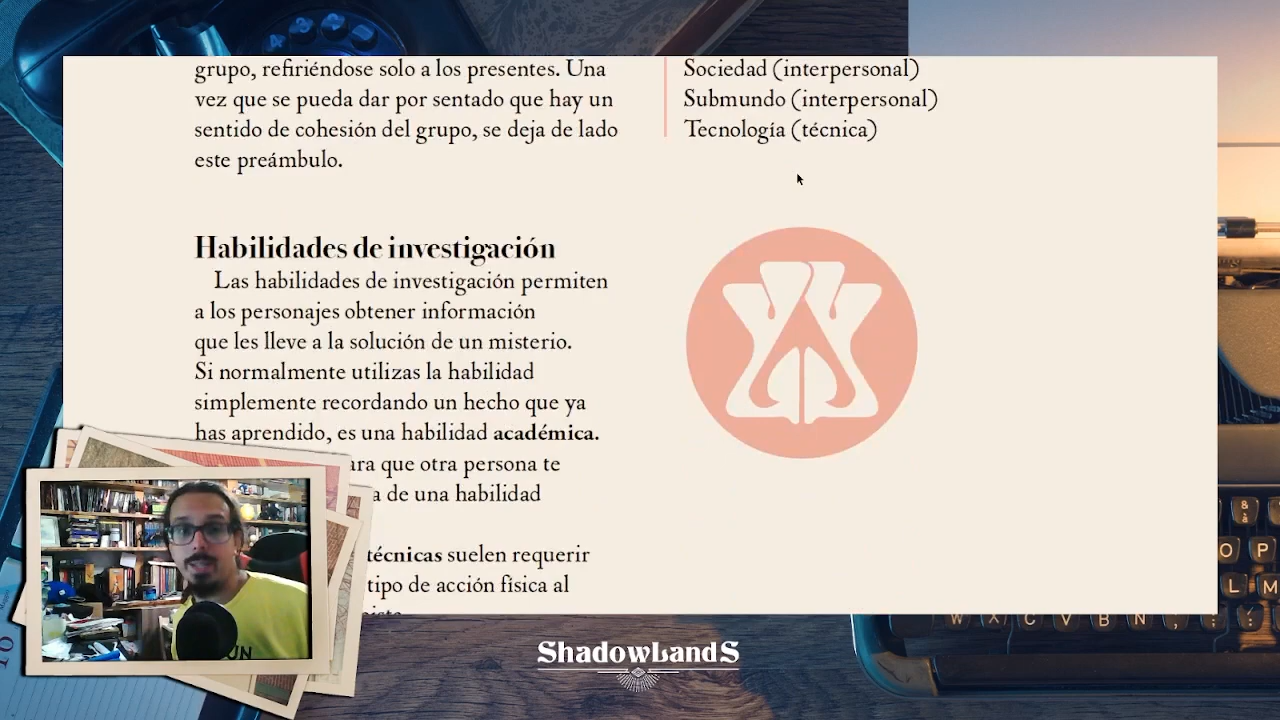 grupo, refiriéndose solo a los presentes. Una
vez que se pueda dar por sentado que hay un
sentido de cohesión del grupo, se deja de lado
este preámbulo.
Habilidades de investigación
Las habilidades de investigación permiten
a los personajes obtener información
que les lleve a la solución de un misterio.
Si normalmente utilizas la habilidad
simplemente recordando un hecho que ya
has aprendido, es una habilidad académica.
ara que otra persona te
a de una habilidad
técnicas suelen requerir
tipo de acción física al
Sociedad (interpersonal)
Submundo (interpersonal)
Tecnología (técnica)
ShadowLandS
O P
L M
W X C V B N